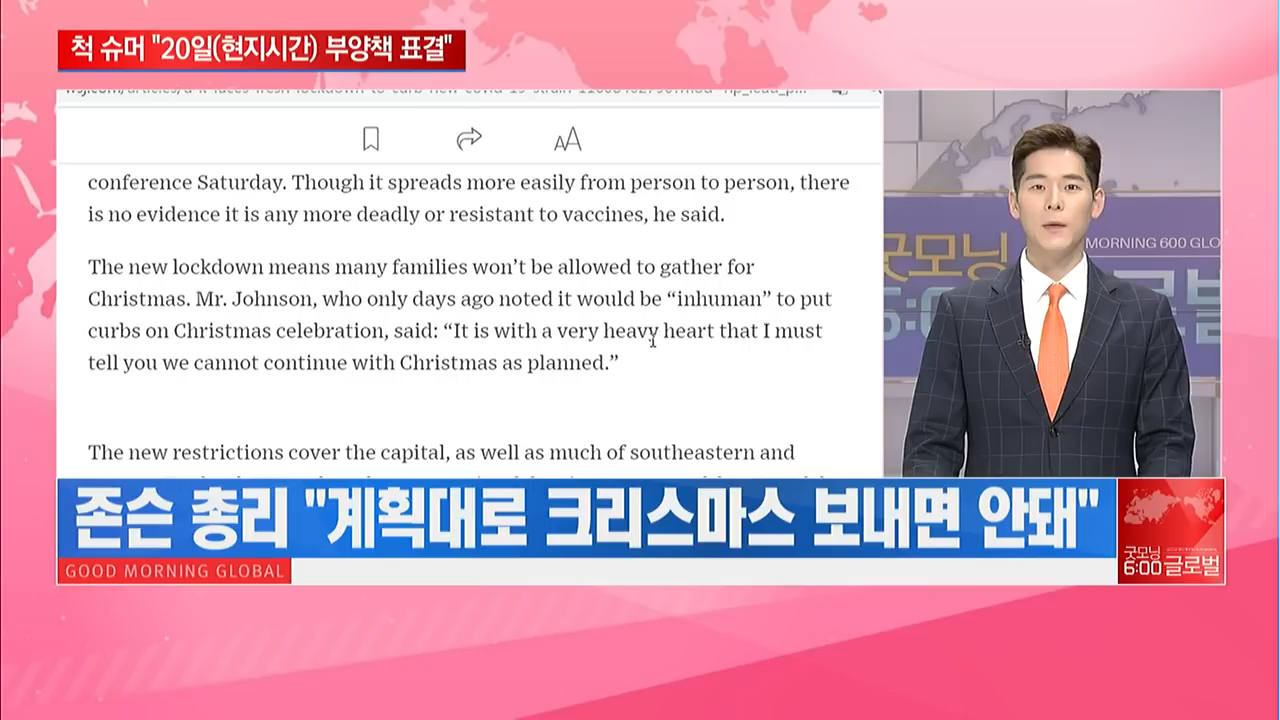 척 슈머 "20일(현지시간) 부양책 표결"
conference Saturday. Though it spreads more easily from person to person, there
is no evidence it is any more deadly or resistant to vaccines, he said.
The new lockdown means many families won’t be allowed to gather for
Christmas. Mr. Johnson, who only days ago noted it would be “inhuman” to put
curbs on Christmas celebration, said: “It is with a very heavy heart that I must
tell you we cannot continue with Christmas as planned.”
The new restrictions cover the capital, as well as much of southeastern and
굿모닝
MORNING 600 GLO
존슨 총리 "계획대로 크리스마스 보내면 안돼"
GOOD MORNING GLOBAL
굿모닝
6:00 글로벌